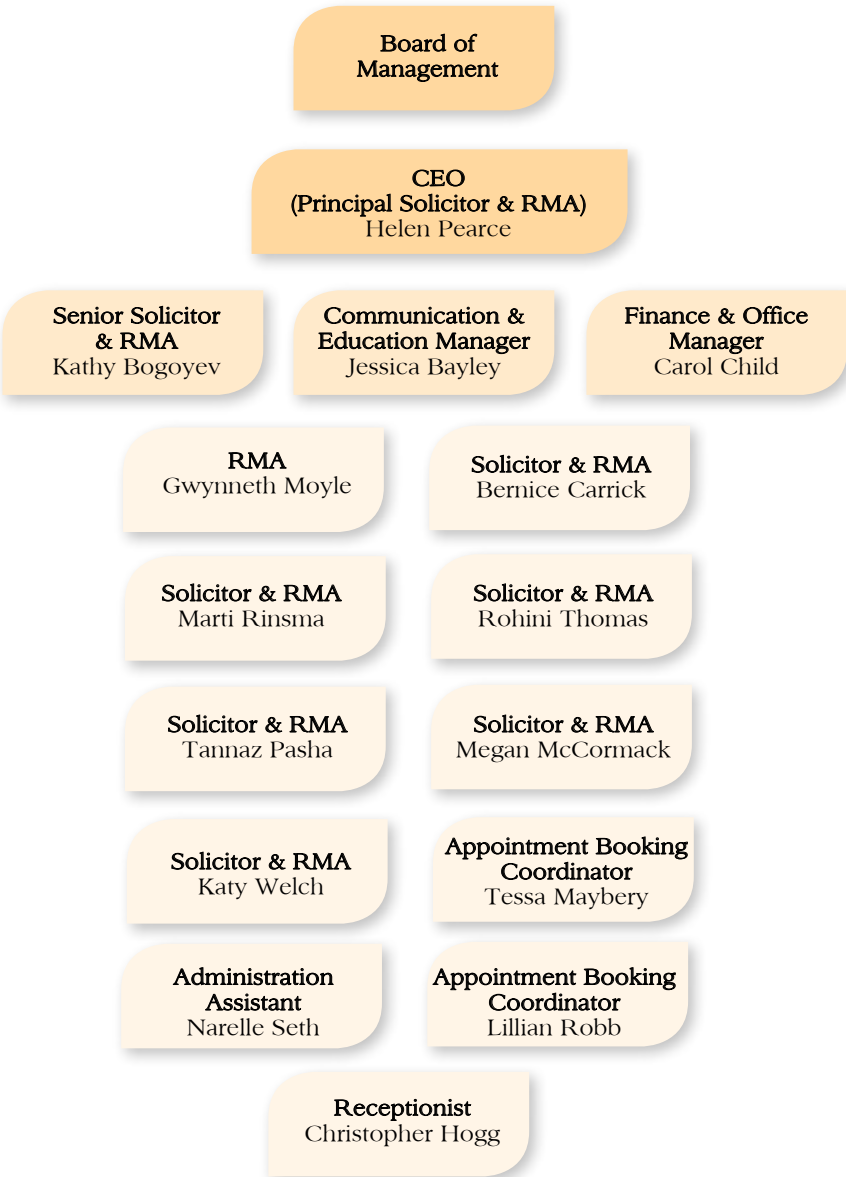 Board of
Management
CEO
(Principal Solicitor & RMA)
Helen Pearce
Senior Solicitor
& RMA
Kathy Bogoyev
Communication &
Education Manager
Jessica Bayley
Finance & Office
Manager
Carol Child
RMA
Gwynneth Moyle
Solicitor & RMA
Bernice Carrick
Solicitor & RMA
Marti Rinsma
Solicitor & RMA
Rohini Thomas
Solicitor & RMA
Tannaz Pasha
Solicitor & RMA
Megan McCormack
Solicitor & RMA
Katy Welch
Appointment Booking
Coordinator
Tessa Maybery
Administration
Assistant
Narelle Seth
Appointment Booking
Coordinator
Lillian Robb
Receptionist
Christopher Hogg